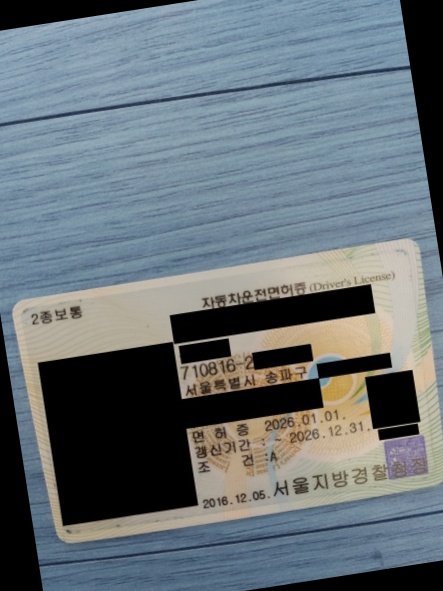 자동차운전면허증 (Driver's License)
2종보통
710816-2
서울특별시 송파구
면 허 증 2026.01.01.
갱신기간 : ~ 2026.12.31.
조 건 :A
2016.12.05. 서울지방경찰청장